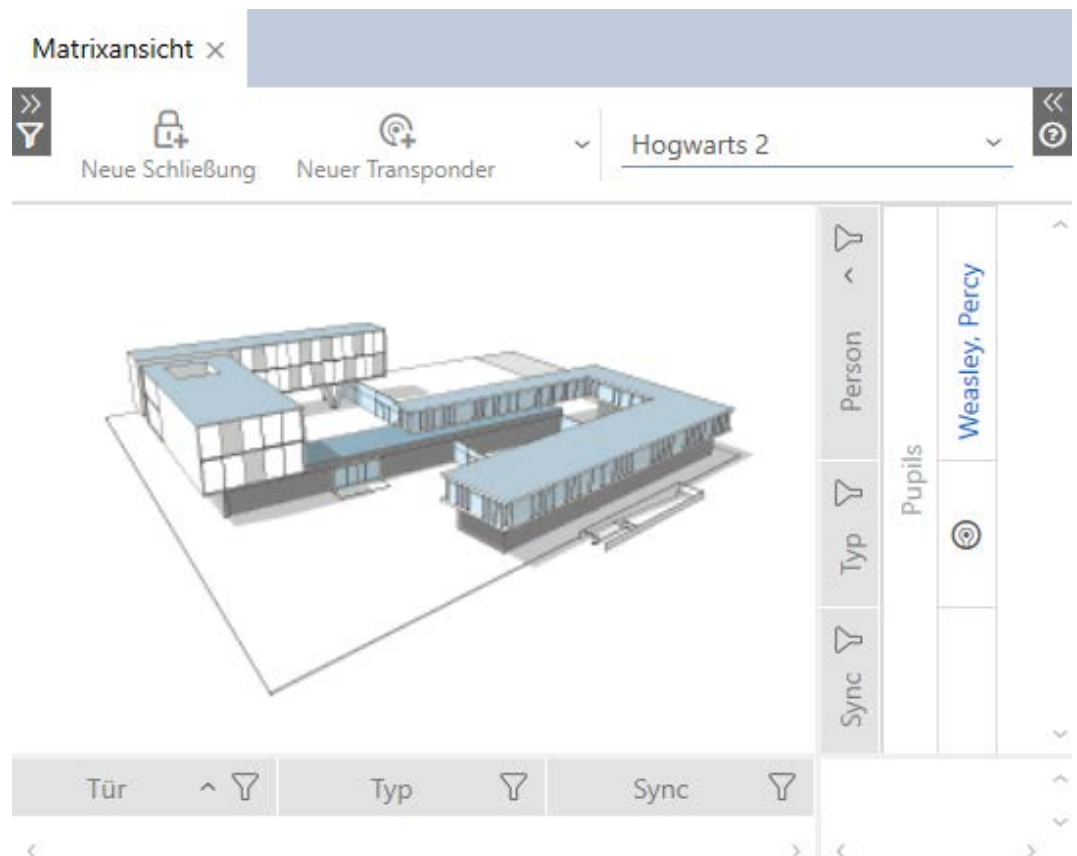 Matrixansicht
Neue Schließung
Neuer Transponder
Hogwarts 2
Person
Typ
Sync
Pupils
Weasley, Percy
Tür
Typ
Sync